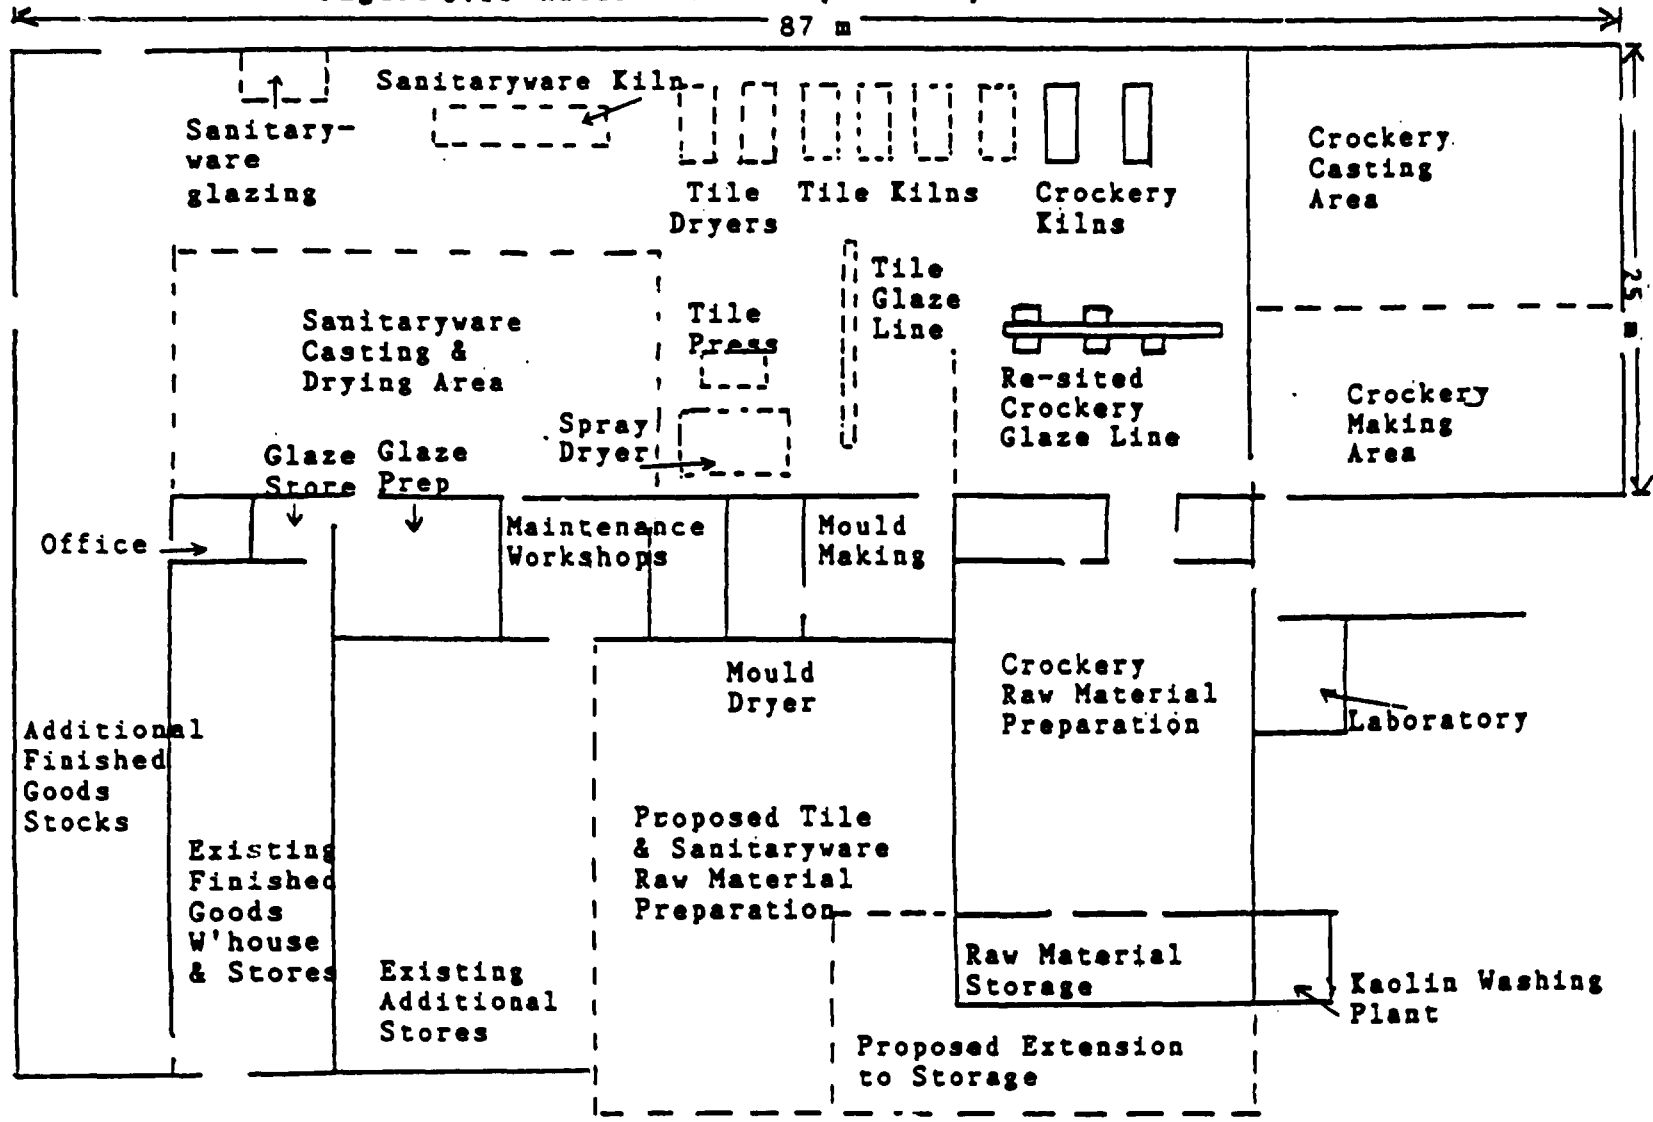 87 m
25 m
Sanitaryware Kiln
Sanitary-
ware
glazing
Tile
Dryers
Tile Kilns
Crockery
Kilns
Crockery
Casting
Area
Sanitaryware
Casting &
Drying Area
Tile
Press
Tile
Glaze
Line
Spray
Dryer
Re-sited
Crockery
Glaze Line
Crockery
Making
Area
Glaze
Store
Glaze
Prep
Office
Maintenance
Workshops
Mould
Making
Mould
Dryer
Crockery
Raw Material
Preparation
Laboratory
Additional
Finished
Goods
Stocks
Existing
Finished
Goods
W'house
& Stores
Existing
Additional
Stores
Proposed Tile
& Sanitaryware
Raw Material
Preparation
Raw Material
Storage
Kaolin Washing
Plant
Proposed Extension
to Storage